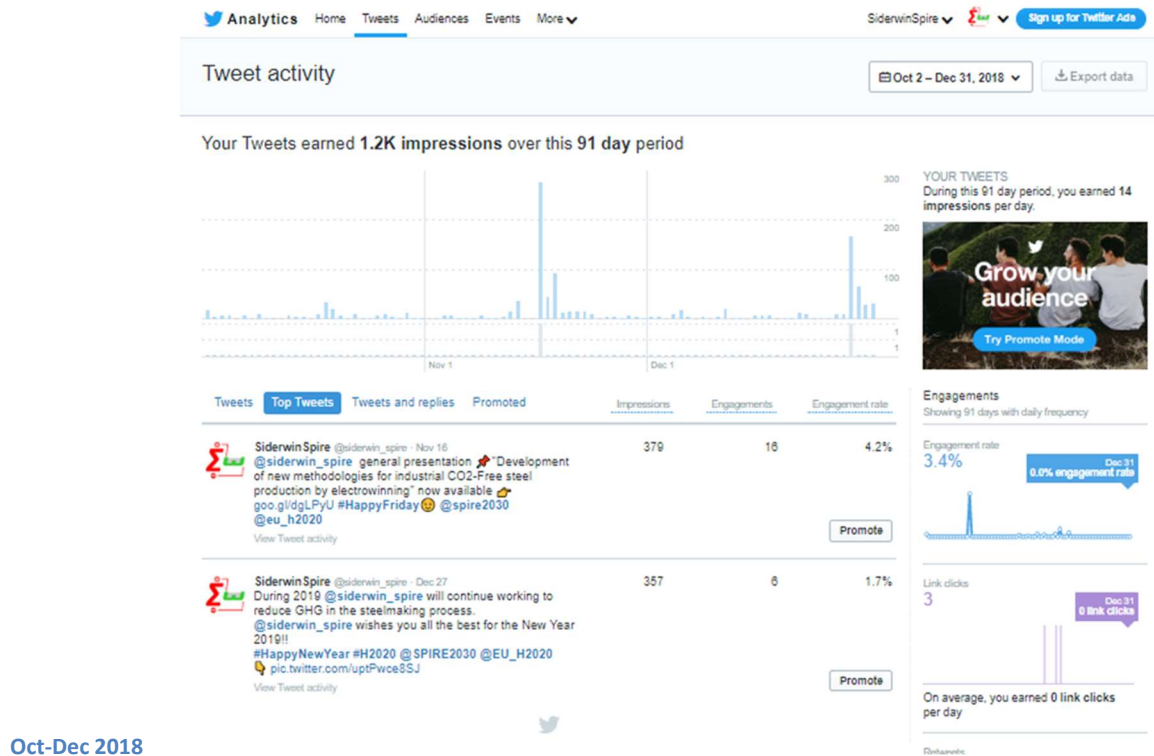 Analytics Home Tweets Audiences Events More
SiderwinSpire
Sign up for Twitter Ads
Tweet activity
Oct 2 – Dec 31, 2018
Export data
Your Tweets earned 1.2K impressions over this 91 day period
300
200
100
1
1
Nov 1
Dec 1
YOUR TWEETS
During this 91 day period, you earned 14
impressions per day.
Grow your
audience
Try Promote Mode
Tweets Top Tweets Tweets and replies Promoted
Impressions Engagements Engagement rate
SiderwinSpire @siderwin_spire · Nov 16
@siderwin_spire general presentation 📌"Development
of new methodologies for industrial CO2-Free steel
production by electrowinning" now available 👉
goo.gl/dgLPyU #HappyFriday😉 @spire2030
@eu_h2020
View Tweet activity
379 16 4.2%
Promote
SiderwinSpire @siderwin_spire · Dec 27
During 2019 @siderwin_spire will continue working to
reduce GHG in the steelmaking process.
@siderwin_spire wishes you all the best for the New Year
2019!!
#HappyNewYear #H2020 @SPIRE2030 @EU_H2020
👇 pic.twitter.com/uptPwce8SJ
View Tweet activity
357 6 1.7%
Promote
Engagements
Showing 91 days with daily frequency
Engagement rate
3.4%
Dec 31
0.0% engagement rate
Link clicks
3
Dec 31
0 link clicks
On average, you earned 0 link clicks
per day
Retweets
Oct-Dec 2018